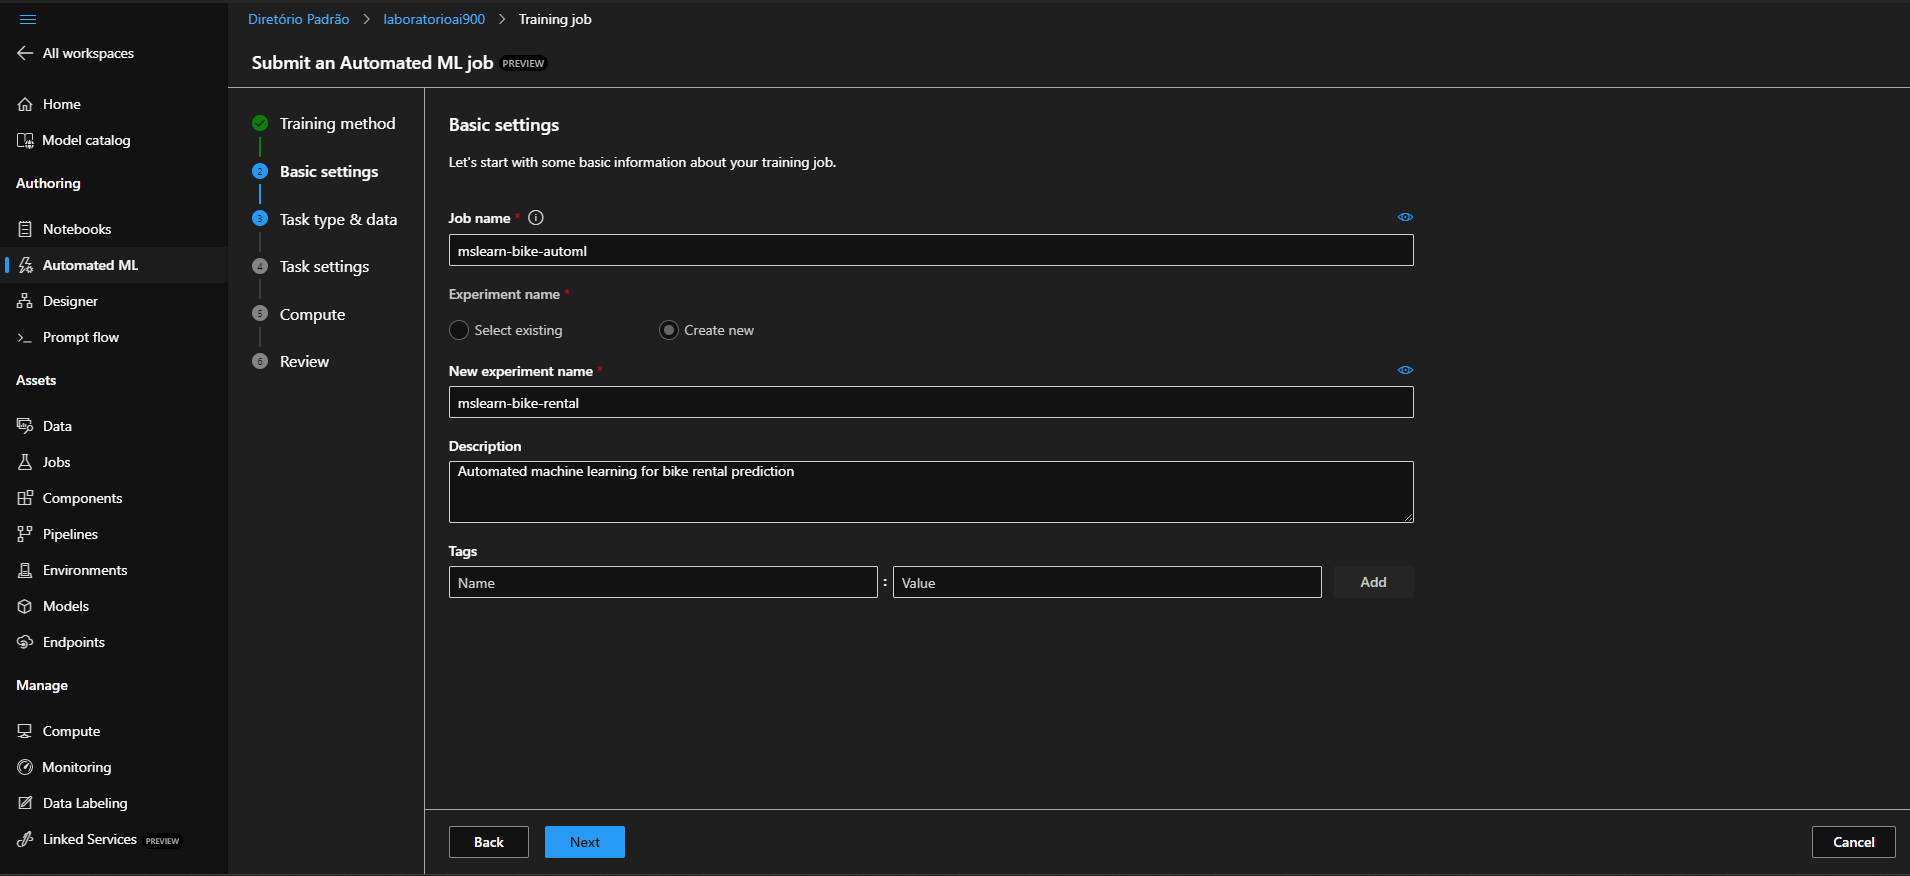 Diretório Padrão > laboratorioai900 > Training job
All workspaces
Submit an Automated ML job PREVIEW
Home
Model catalog
Authoring
Notebooks
Automated ML
Designer
Prompt flow
Assets
Data
Jobs
Components
Pipelines
Environments
Models
Endpoints
Manage
Compute
Monitoring
Data Labeling
Linked Services PREVIEW
Training method
2 Basic settings
3 Task type & data
4 Task settings
5 Compute
6 Review
Basic settings
Let's start with some basic information about your training job.
Job name *
mslearn-bike-automl
Experiment name *
Select existing
Create new
New experiment name *
mslearn-bike-rental
Description
Automated machine learning for bike rental prediction
Tags
Name : Value Add
Back Next Cancel